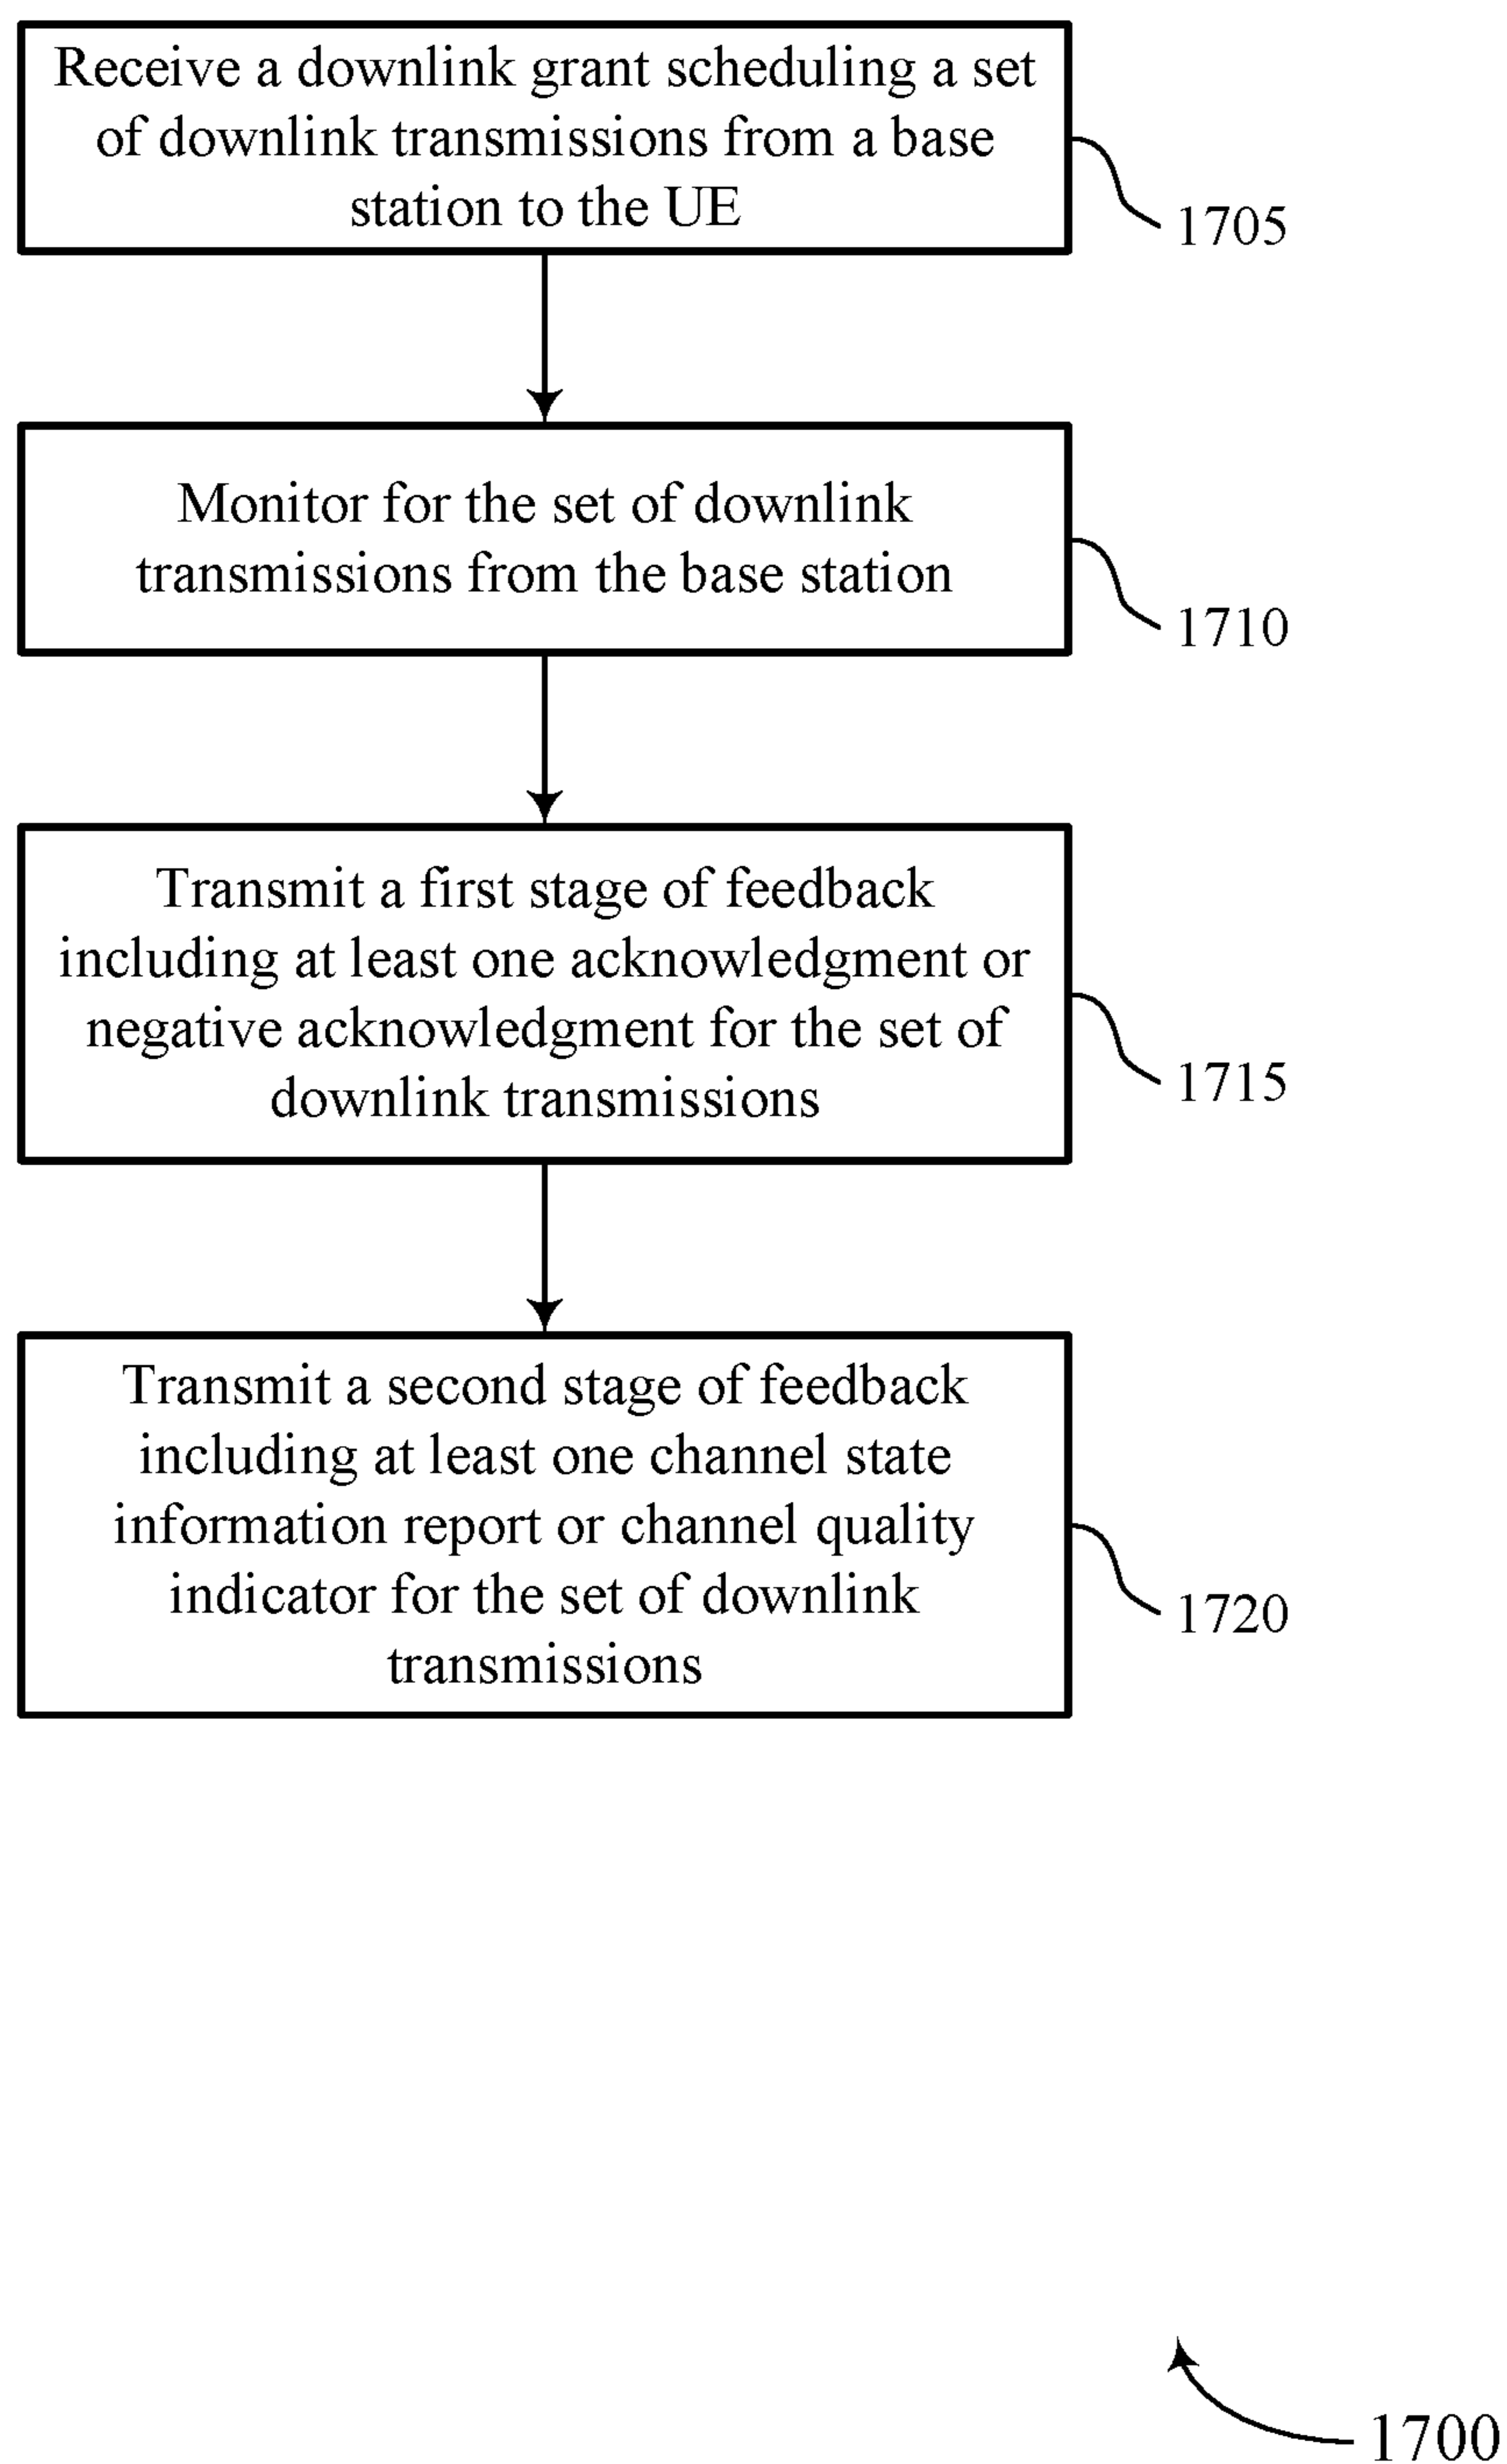 Receive a downlink grant scheduling a set
of downlink transmissions from a base
station to the UE
1705
Monitor for the set of downlink
transmissions from the base station
1710
Transmit a first stage of feedback
including at least one acknowledgment or
negative acknowledgment for the set of
downlink transmissions
1715
Transmit a second stage of feedback
including at least one channel state
information report or channel quality
indicator for the set of downlink
transmissions
1720
1700